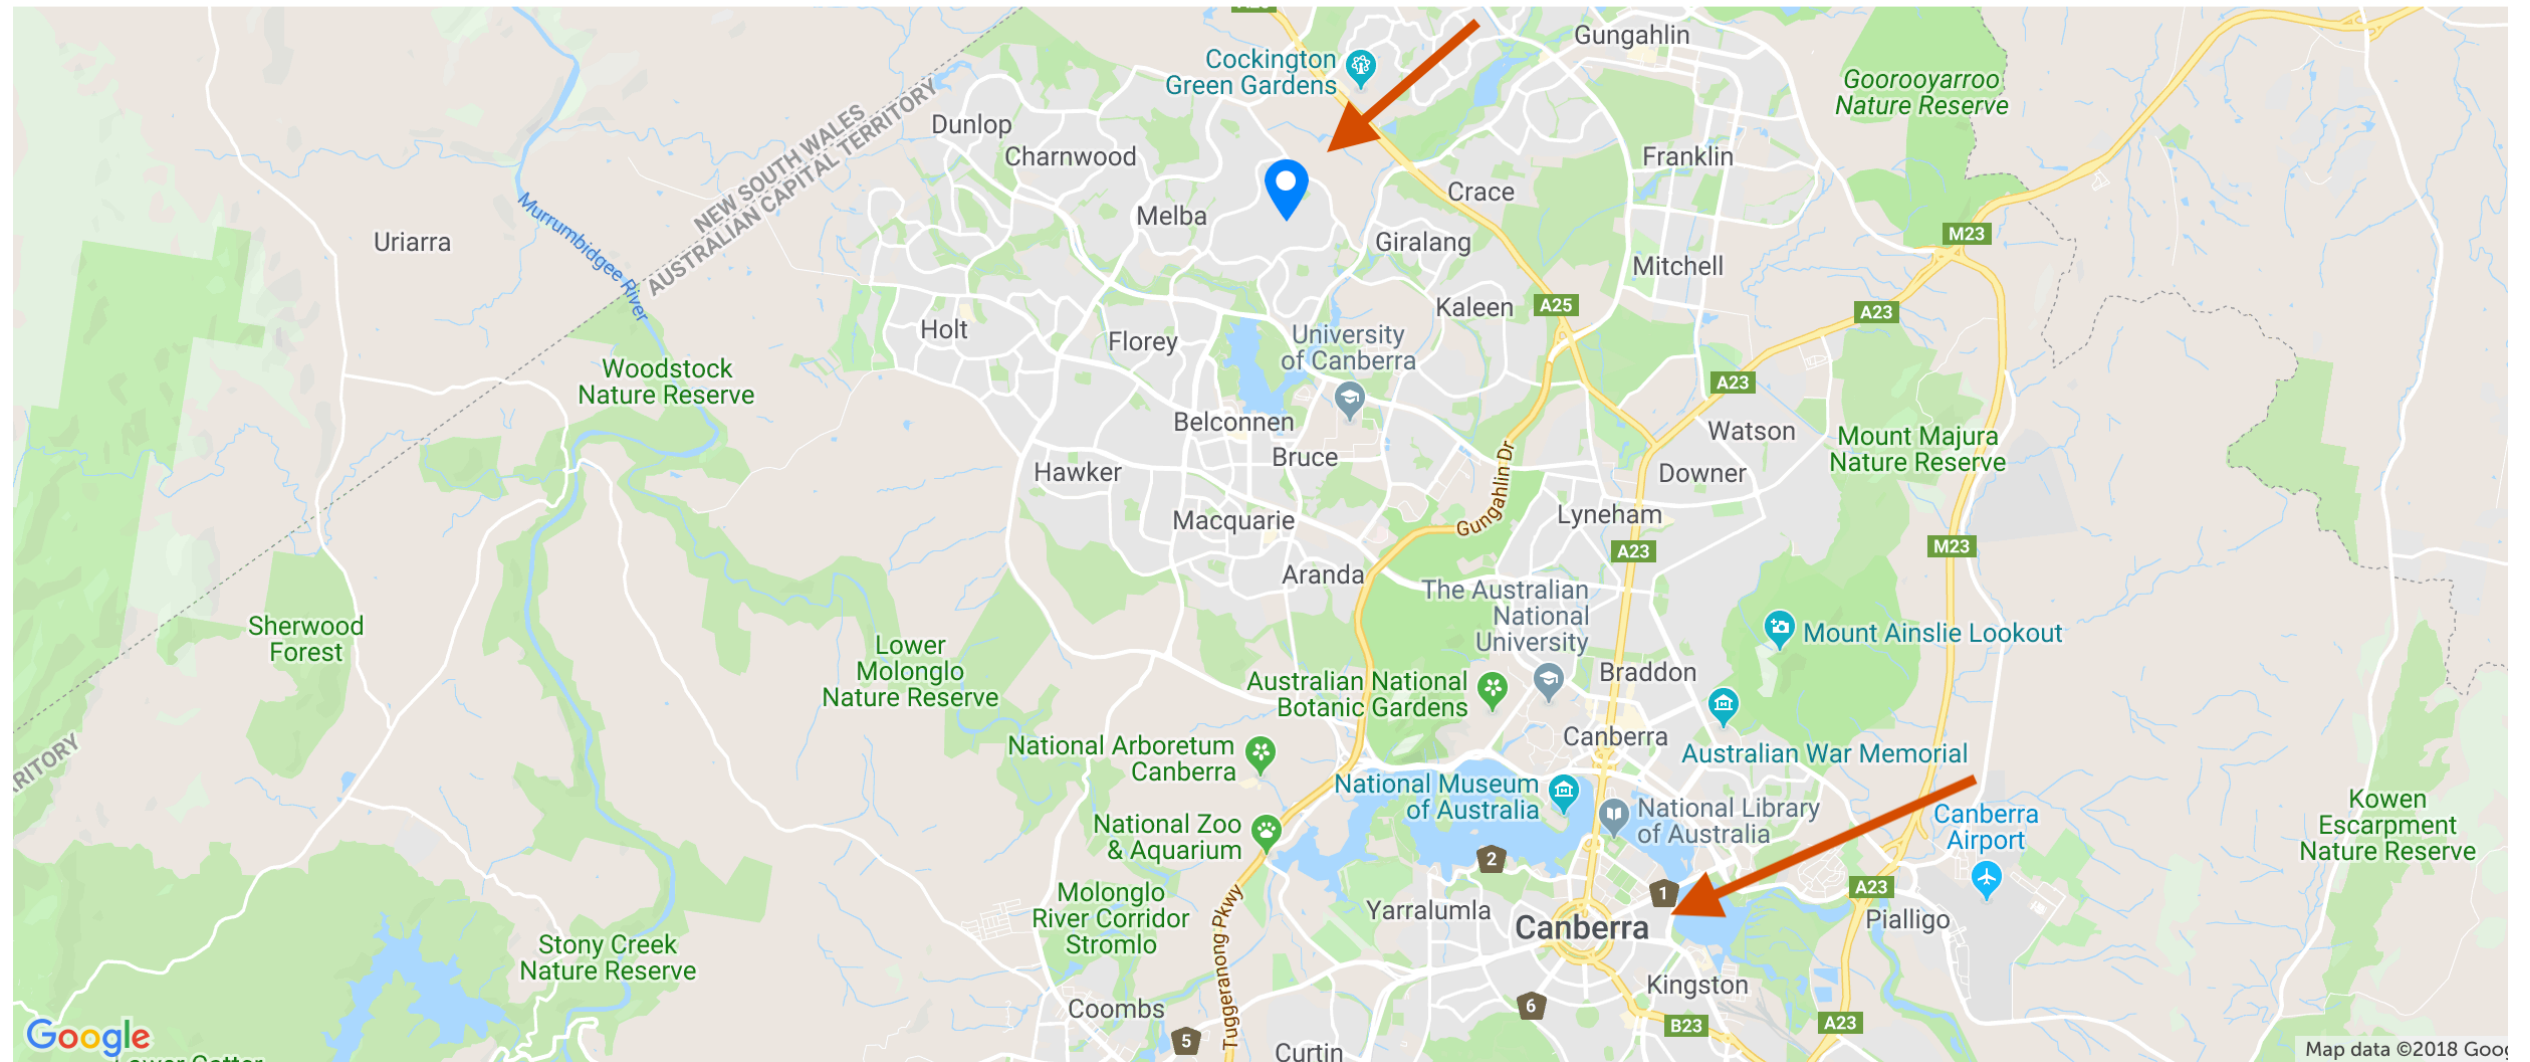 A25
Gungahlin
Cockington
Green Gardens
Goorooyarroo
Nature Reserve
NEW SOUTH WALES
AUSTRALIAN CAPITAL TERRITORY
Dunlop
Charnwood
Franklin
Crace
Melba
Murrumbidgee River
Uriarra
Giralang
M23
Mitchell
Kaleen
A25
A23
Holt
Florey
University
of Canberra
Woodstock
Nature Reserve
A23
Belconnen
Watson
Mount Majura
Nature Reserve
Bruce
Hawker
Downer
Gungahlin Dr
Macquarie
Lyneham
A23
M23
Aranda
The Australian
National
University
Sherwood
Forest
Mount Ainslie Lookout
Lower
Molonglo
Nature Reserve
Braddon
Australian National
Botanic Gardens
RITORY
National Arboretum
Canberra
Canberra
Australian War Memorial
National Museum
of Australia
National Library
of Australia
Canberra
Airport
Kowen
Escarpment
Nature Reserve
National Zoo
& Aquarium
2
1
A23
Molonglo
River Corridor
Stromlo
Tuggeranong Pkwy
Yarralumla
Canberra
Pialligo
Stony Creek
Nature Reserve
Kingston
Coombs
6
B23
A23
Google
5
Curtin
Map data ©2018 Goog